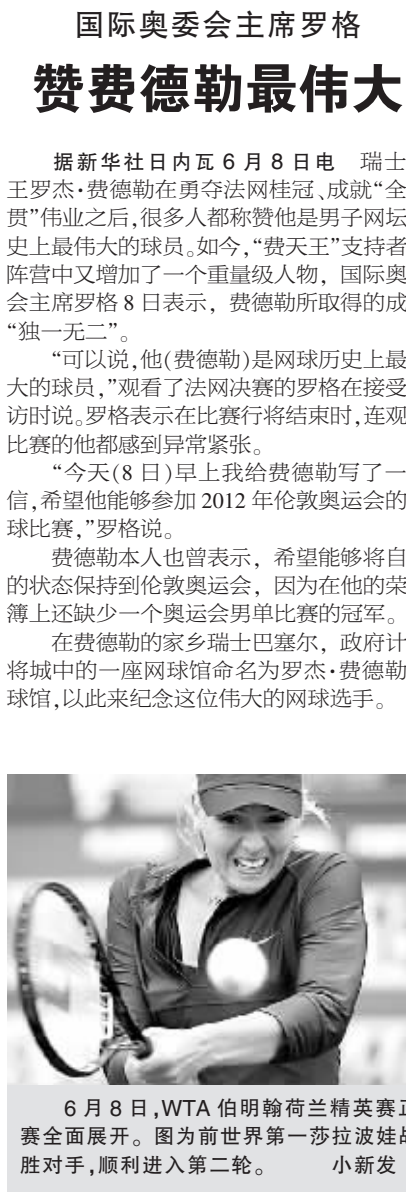 国际奥委会主席罗格
赞费德勒最伟大
据新华社日内瓦6月8日电 瑞士
王罗杰·费德勒在勇夺法网桂冠、成就“全
贯”伟业之后,很多人都称赞他是男子网坛
史上最伟大的球员。如今,“费天王”支持者
阵营中又增加了一个重量级人物，国际奥
会主席罗格8日表示，费德勒所取得的成
“独一无二”。
“可以说,他(费德勒)是网球历史上最
大的球员,”观看了法网决赛的罗格在接受
访时说。罗格表示在比赛行将结束时,连观
比赛的他都感到异常紧张。
“今天(8日)早上我给费德勒写了一
信,希望他能够参加2012年伦敦奥运会的
球比赛,”罗格说。
费德勒本人也曾表示，希望能够将自
的状态保持到伦敦奥运会，因为在他的荣
簿上还缺少一个奥运会男单比赛的冠军。
在费德勒的家乡瑞士巴塞尔，政府计
将城中的一座网球馆命名为罗杰·费德勒
球馆,以此来纪念这位伟大的网球选手。
6月8日,WTA伯明翰荷兰精英赛正
赛全面展开。图为前世界第一莎拉波娃战
胜对手,顺利进入第二轮。 小新发